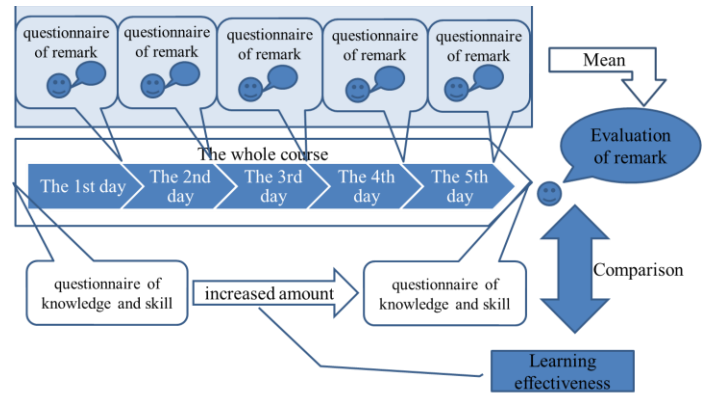 questionnaire
of remark
questionnaire
of remark
questionnaire
of remark
questionnaire
of remark
questionnaire
of remark
Mean
Evaluation
of remark
The whole course
The 1st day
The 2nd
day
The 3rd
day
The 4th
day
The 5th
day
Comparison
questionnaire of
knowledge and skill
increased amount
questionnaire of
knowledge and skill
Learning
effectiveness